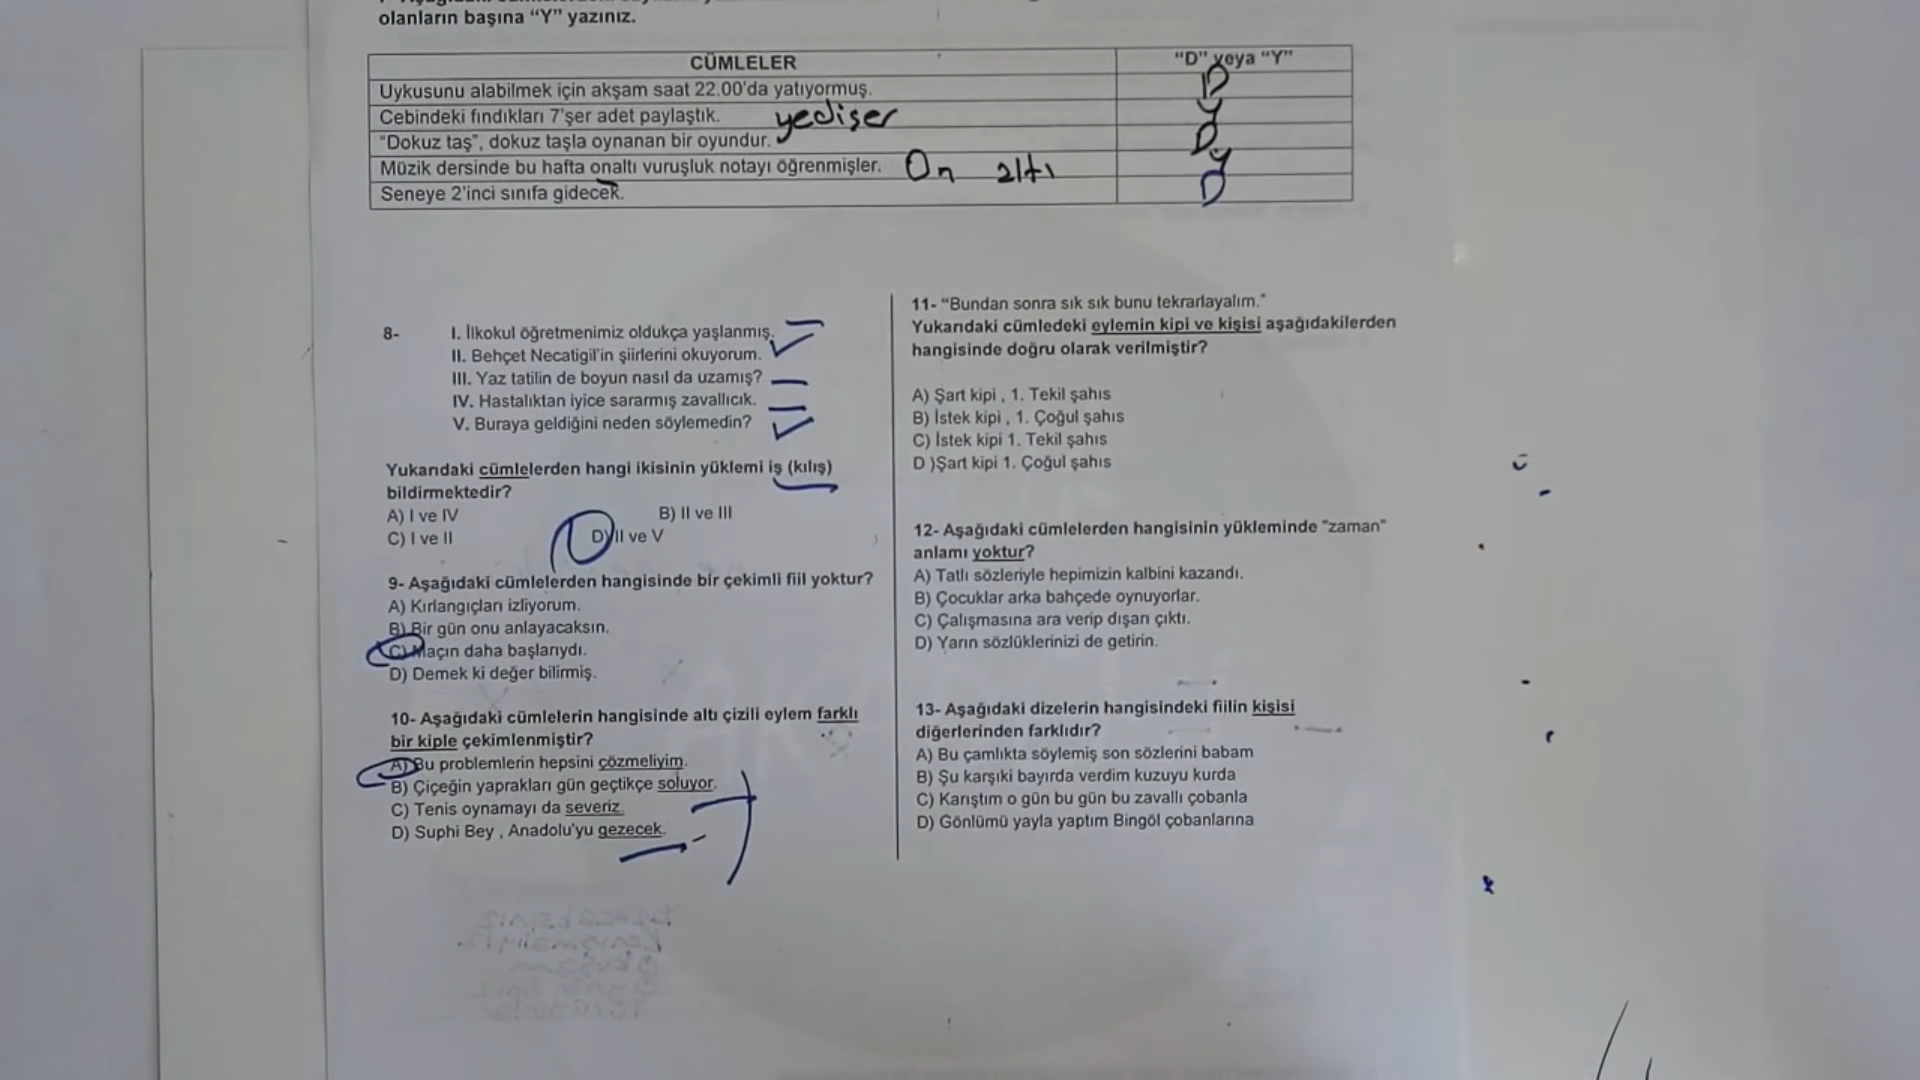 olanların başına “Y” yazınız.
CÜMLELER
“D” veya “Y”
Uykusunu alabilmek için akşam saat 22.00'da yatıyormuş.
D
Cebindeki fındıkları 7'şer adet paylaştık.
yedişer
Y
“Dokuz taş”, dokuz taşla oynanan bir oyundur.
D
Müzik dersinde bu hafta onaltı vuruşluk notayı öğrenmişler.
On altı
Y
Seneye 2'inci sınıfa gidecek.
D
8-
I. İlkokul öğretmenimiz oldukça yaşlanmış.
II. Behçet Necatigil'in şiirlerini okuyorum.
III. Yaz tatilin de boyun nasıl da uzamış?
IV. Hastalıktan iyice sararmış zavallıcık.
V. Buraya geldiğini neden söylemedin?
Yukarıdaki cümlelerden hangi ikisinin yüklemi iş (kılış)
bildirmektedir?
A) I ve IV
B) II ve III
C) I ve II
D) II ve V
9- Aşağıdaki cümlelerden hangisinde bir çekimli fiil yoktur?
A) Kırlangıçları izliyorum.
B) Bir gün onu anlayacaksın.
C) Maçın daha başlarıydı.
D) Demek ki değer bilirmiş.
10- Aşağıdaki cümlelerin hangisinde altı çizili eylem farklı
bir kiple çekimlenmiştir?
A) Bu problemlerin hepsini çözmeliyim.
B) Çiçeğin yaprakları gün geçtikçe soluyor.
C) Tenis oynamayı da severiz.
D) Suphi Bey , Anadolu'yu gezecek.
11- “Bundan sonra sık sık bunu tekrarlayalım.”
Yukarıdaki cümledeki eylemin kipi ve kişisi aşağıdakilerden
hangisinde doğru olarak verilmiştir?
A) Şart kipi , 1. Tekil şahıs
B) İstek kipi , 1. Çoğul şahıs
C) İstek kipi 1. Tekil şahıs
D )Şart kipi 1. Çoğul şahıs
12- Aşağıdaki cümlelerden hangisinin yükleminde “zaman”
anlamı yoktur?
A) Tatlı sözleriyle hepimizin kalbini kazandı.
B) Çocuklar arka bahçede oynuyorlar.
C) Çalışmasına ara verip dışarı çıktı.
D) Yarın sözlüklerinizi de getirin.
13- Aşağıdaki dizelerin hangisindeki fiilin kişisi
diğerlerinden farklıdır?
A) Bu çamlıkta söylemiş son sözlerini babam
B) Şu karşıki bayırda verdim kuzuyu kurda
C) Karıştım o gün bu gün bu zavallı çobanla
D) Gönlümü yayla yaptım Bingöl çobanlarına